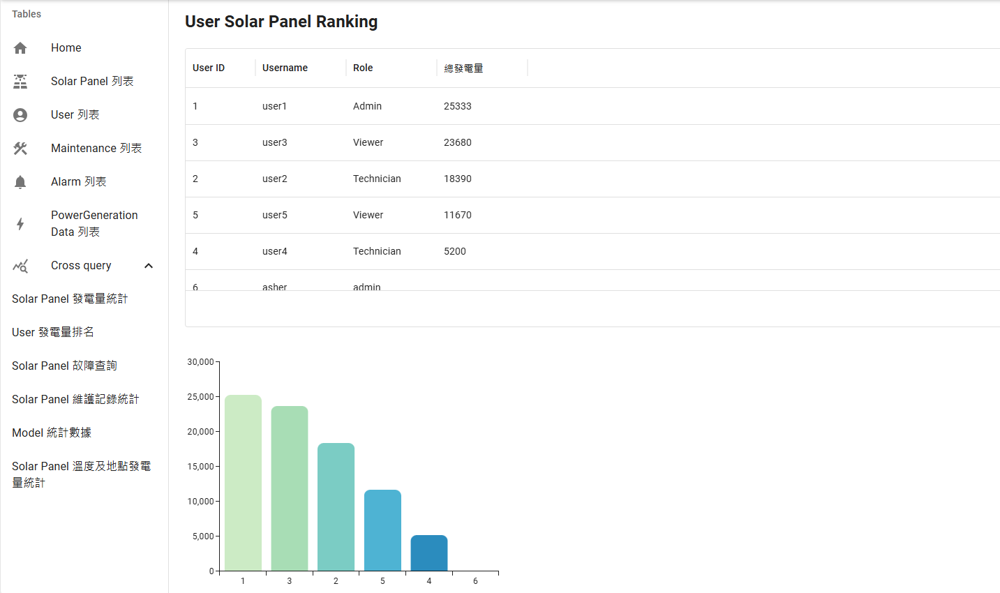 Tables
Home
Solar Panel 列表
User 列表
Maintenance 列表
Alarm 列表
PowerGeneration
Data 列表
Cross query
Solar Panel 發電量統計
User 發電量排名
Solar Panel 故障查詢
Solar Panel 維護記錄統計
Model 統計數據
Solar Panel 溫度及地點發電
量統計
User Solar Panel Ranking
User ID Username Role 總發電量
1 user1 Admin 25333
3 user3 Viewer 23680
2 user2 Technician 18390
5 user5 Viewer 11670
4 user4 Technician 5200
6 asher admin
30,000
25,000
20,000
15,000
10,000
5,000
0
1 3 2 5 4 6